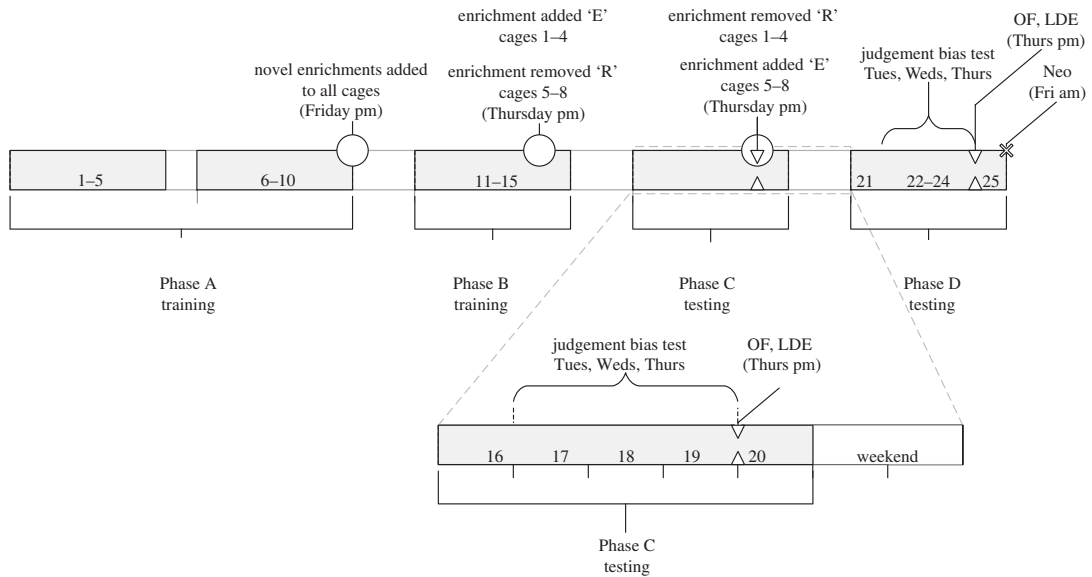 novel enrichments added
to all cages
(Friday pm)
enrichment added ‘E’
cages 1–4
enrichment removed ‘R’
cages 5–8
(Thursday pm)
enrichment removed ‘R’
cages 1–4
enrichment added ‘E’
cages 5–8
(Thursday pm)
judgement bias test
Tues, Weds, Thurs
OF, LDE
(Thurs pm)
Neo
(Fri am)
1–5
6–10
11–15
21
22–24
25
Phase A
training
Phase B
training
Phase C
testing
Phase D
testing
judgement bias test
Tues, Weds, Thurs
OF, LDE
(Thurs pm)
16
17
18
19
20
weekend
Phase C
testing